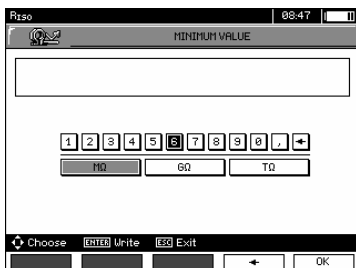 RISO 08:47
MINIMUM VALUE
1 2 3 4 5 6 7 8 9 0 , ←
MΩ GΩ TΩ
Choose ENTER Write ESC Exit
← OK